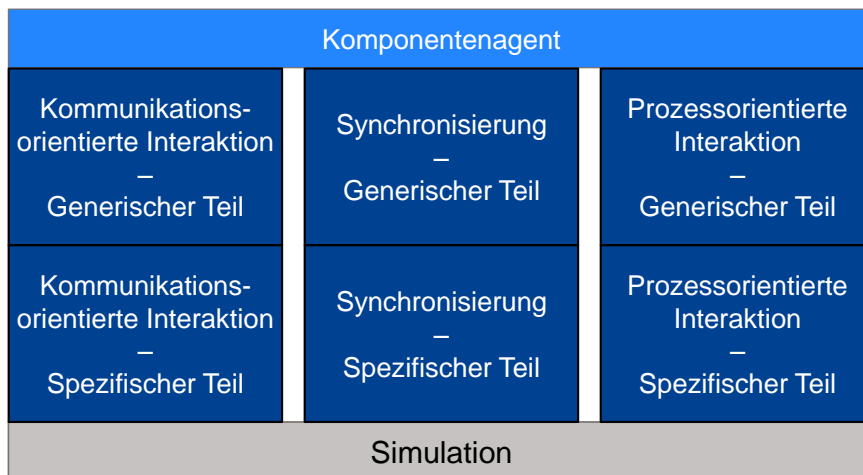 Komponentenagent
Kommunikations-
orientierte Interaktion
–
Generischer Teil
Synchronisierung
–
Generischer Teil
Prozessorientierte
Interaktion
–
Generischer Teil
Kommunikations-
orientierte Interaktion
–
Spezifischer Teil
Synchronisierung
–
Spezifischer Teil
Prozessorientierte
Interaktion
–
Spezifischer Teil
Simulation